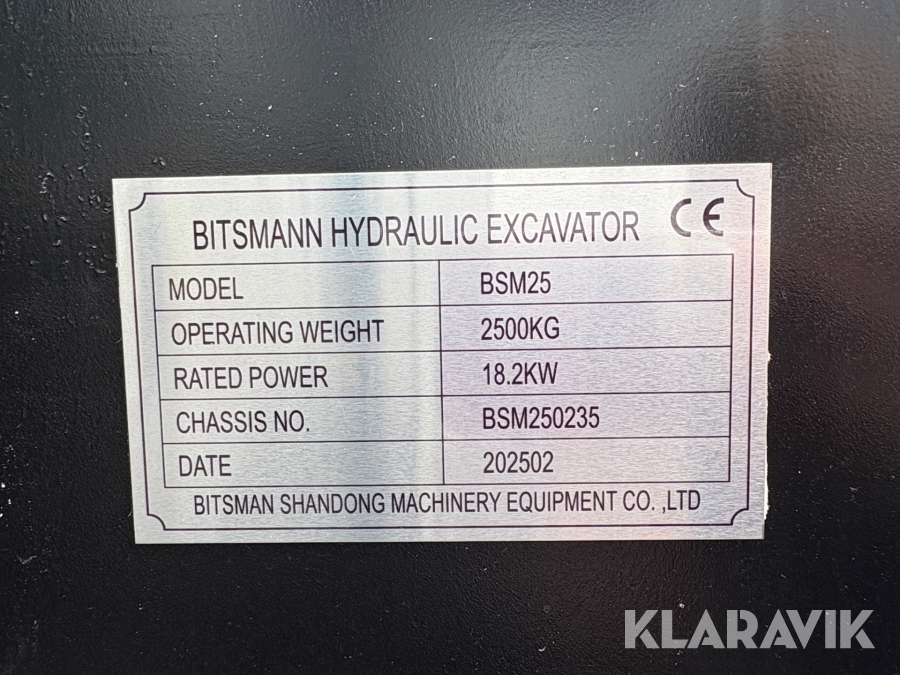 BITSMANN HYDRAULIC EXCAVATOR CE
MODEL BSM25
OPERATING WEIGHT 2500KG
RATED POWER 18.2KW
CHASSIS NO. BSM250235
DATE 202502
BITSMAN SHANDONG MACHINERY EQUIPMENT CO. ,LTD
KLARAVIK